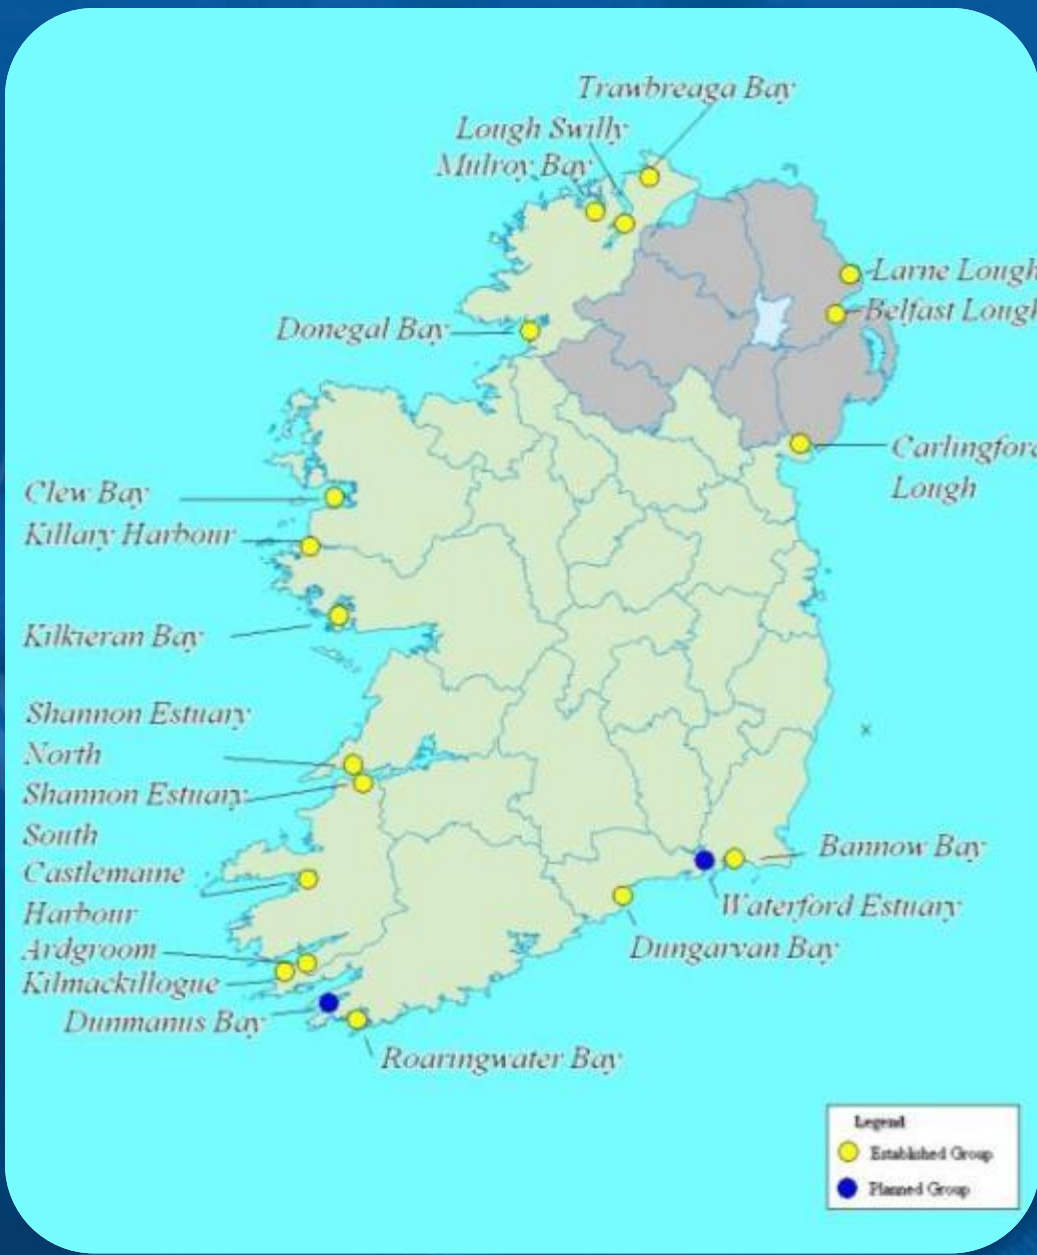 Trawbreaga Bay
Lough Swilly
Mulroy Bay
Larne Lough
Belfast Lough
Donegal Bay
Carlingford
Lough
Clew Bay
Killary Harbour
Kilkieran Bay
Shannon Estuary
North
Shannon Estuary
South
Castlemaine
Harbour
Ardgroom
Kilmackillogue
Dunmanus Bay
Roaringwater Bay
Bannow Bay
Waterford Estuary
Dungarvan Bay
Legend
Established Group
Planned Group